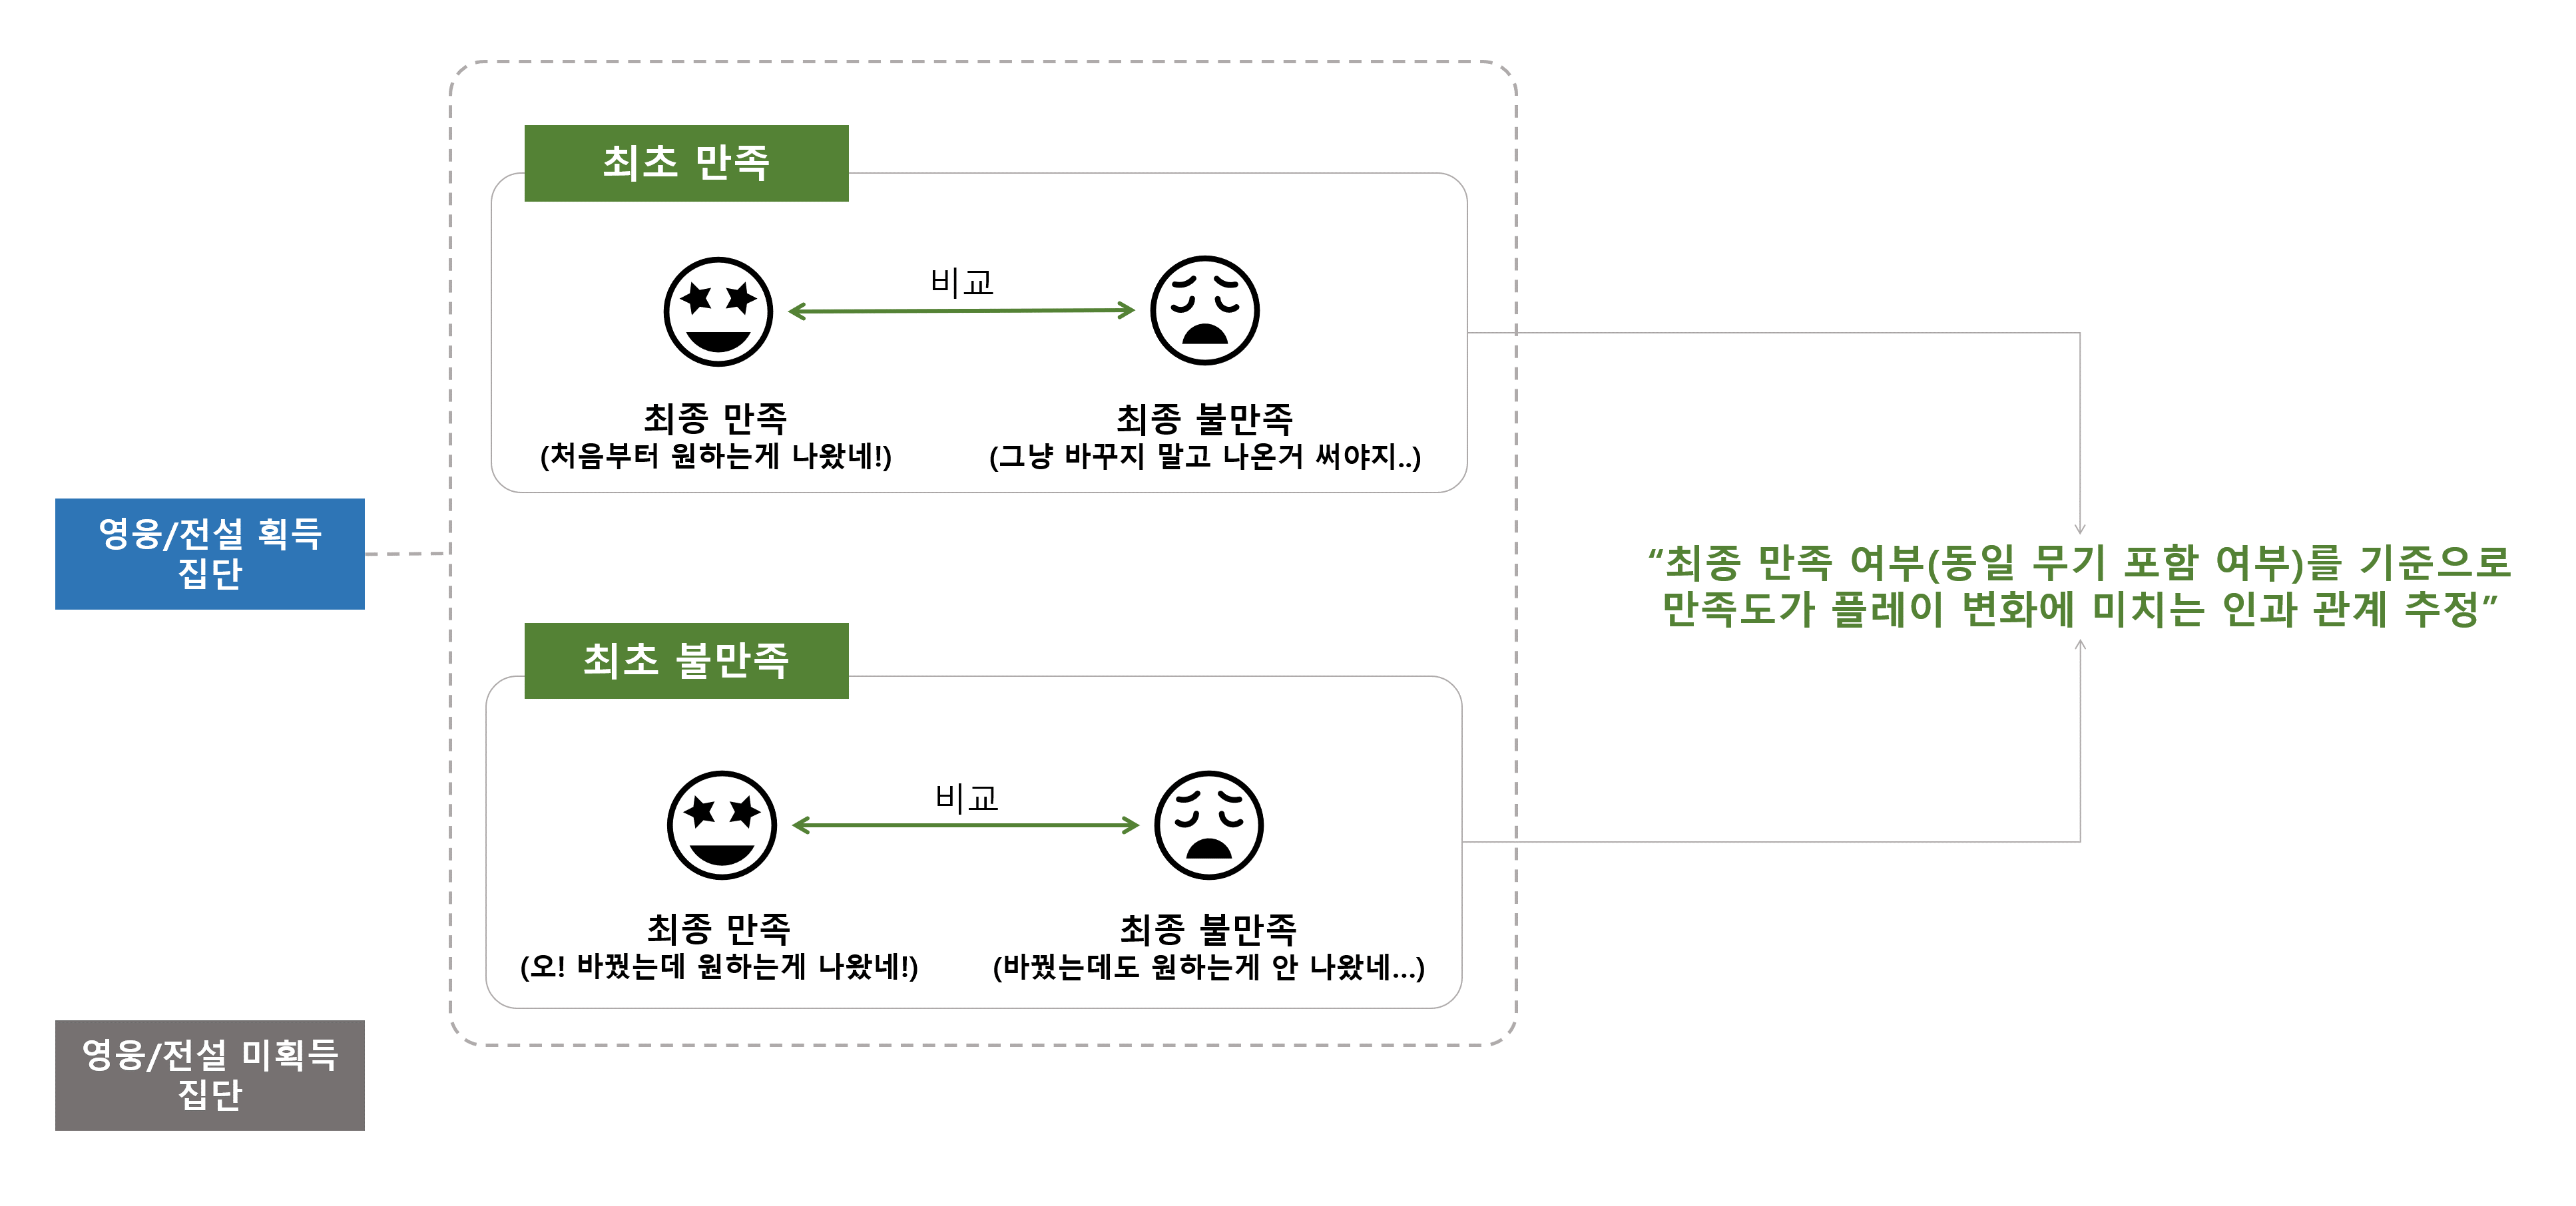 최초 만족
비교
최종 만족
(처음부터 원하는게 나왔네!)
최종 불만족
(그냥 바꾸지 말고 나온거 써야지..)
영웅/전설 획득
집단
“최종 만족 여부(동일 무기 포함 여부)를 기준으로
만족도가 플레이 변화에 미치는 인과 관계 추정”
최초 불만족
비교
최종 만족
(오! 바꿨는데 원하는게 나왔네!)
최종 불만족
(바꿨는데도 원하는게 안 나왔네...)
영웅/전설 미획득
집단